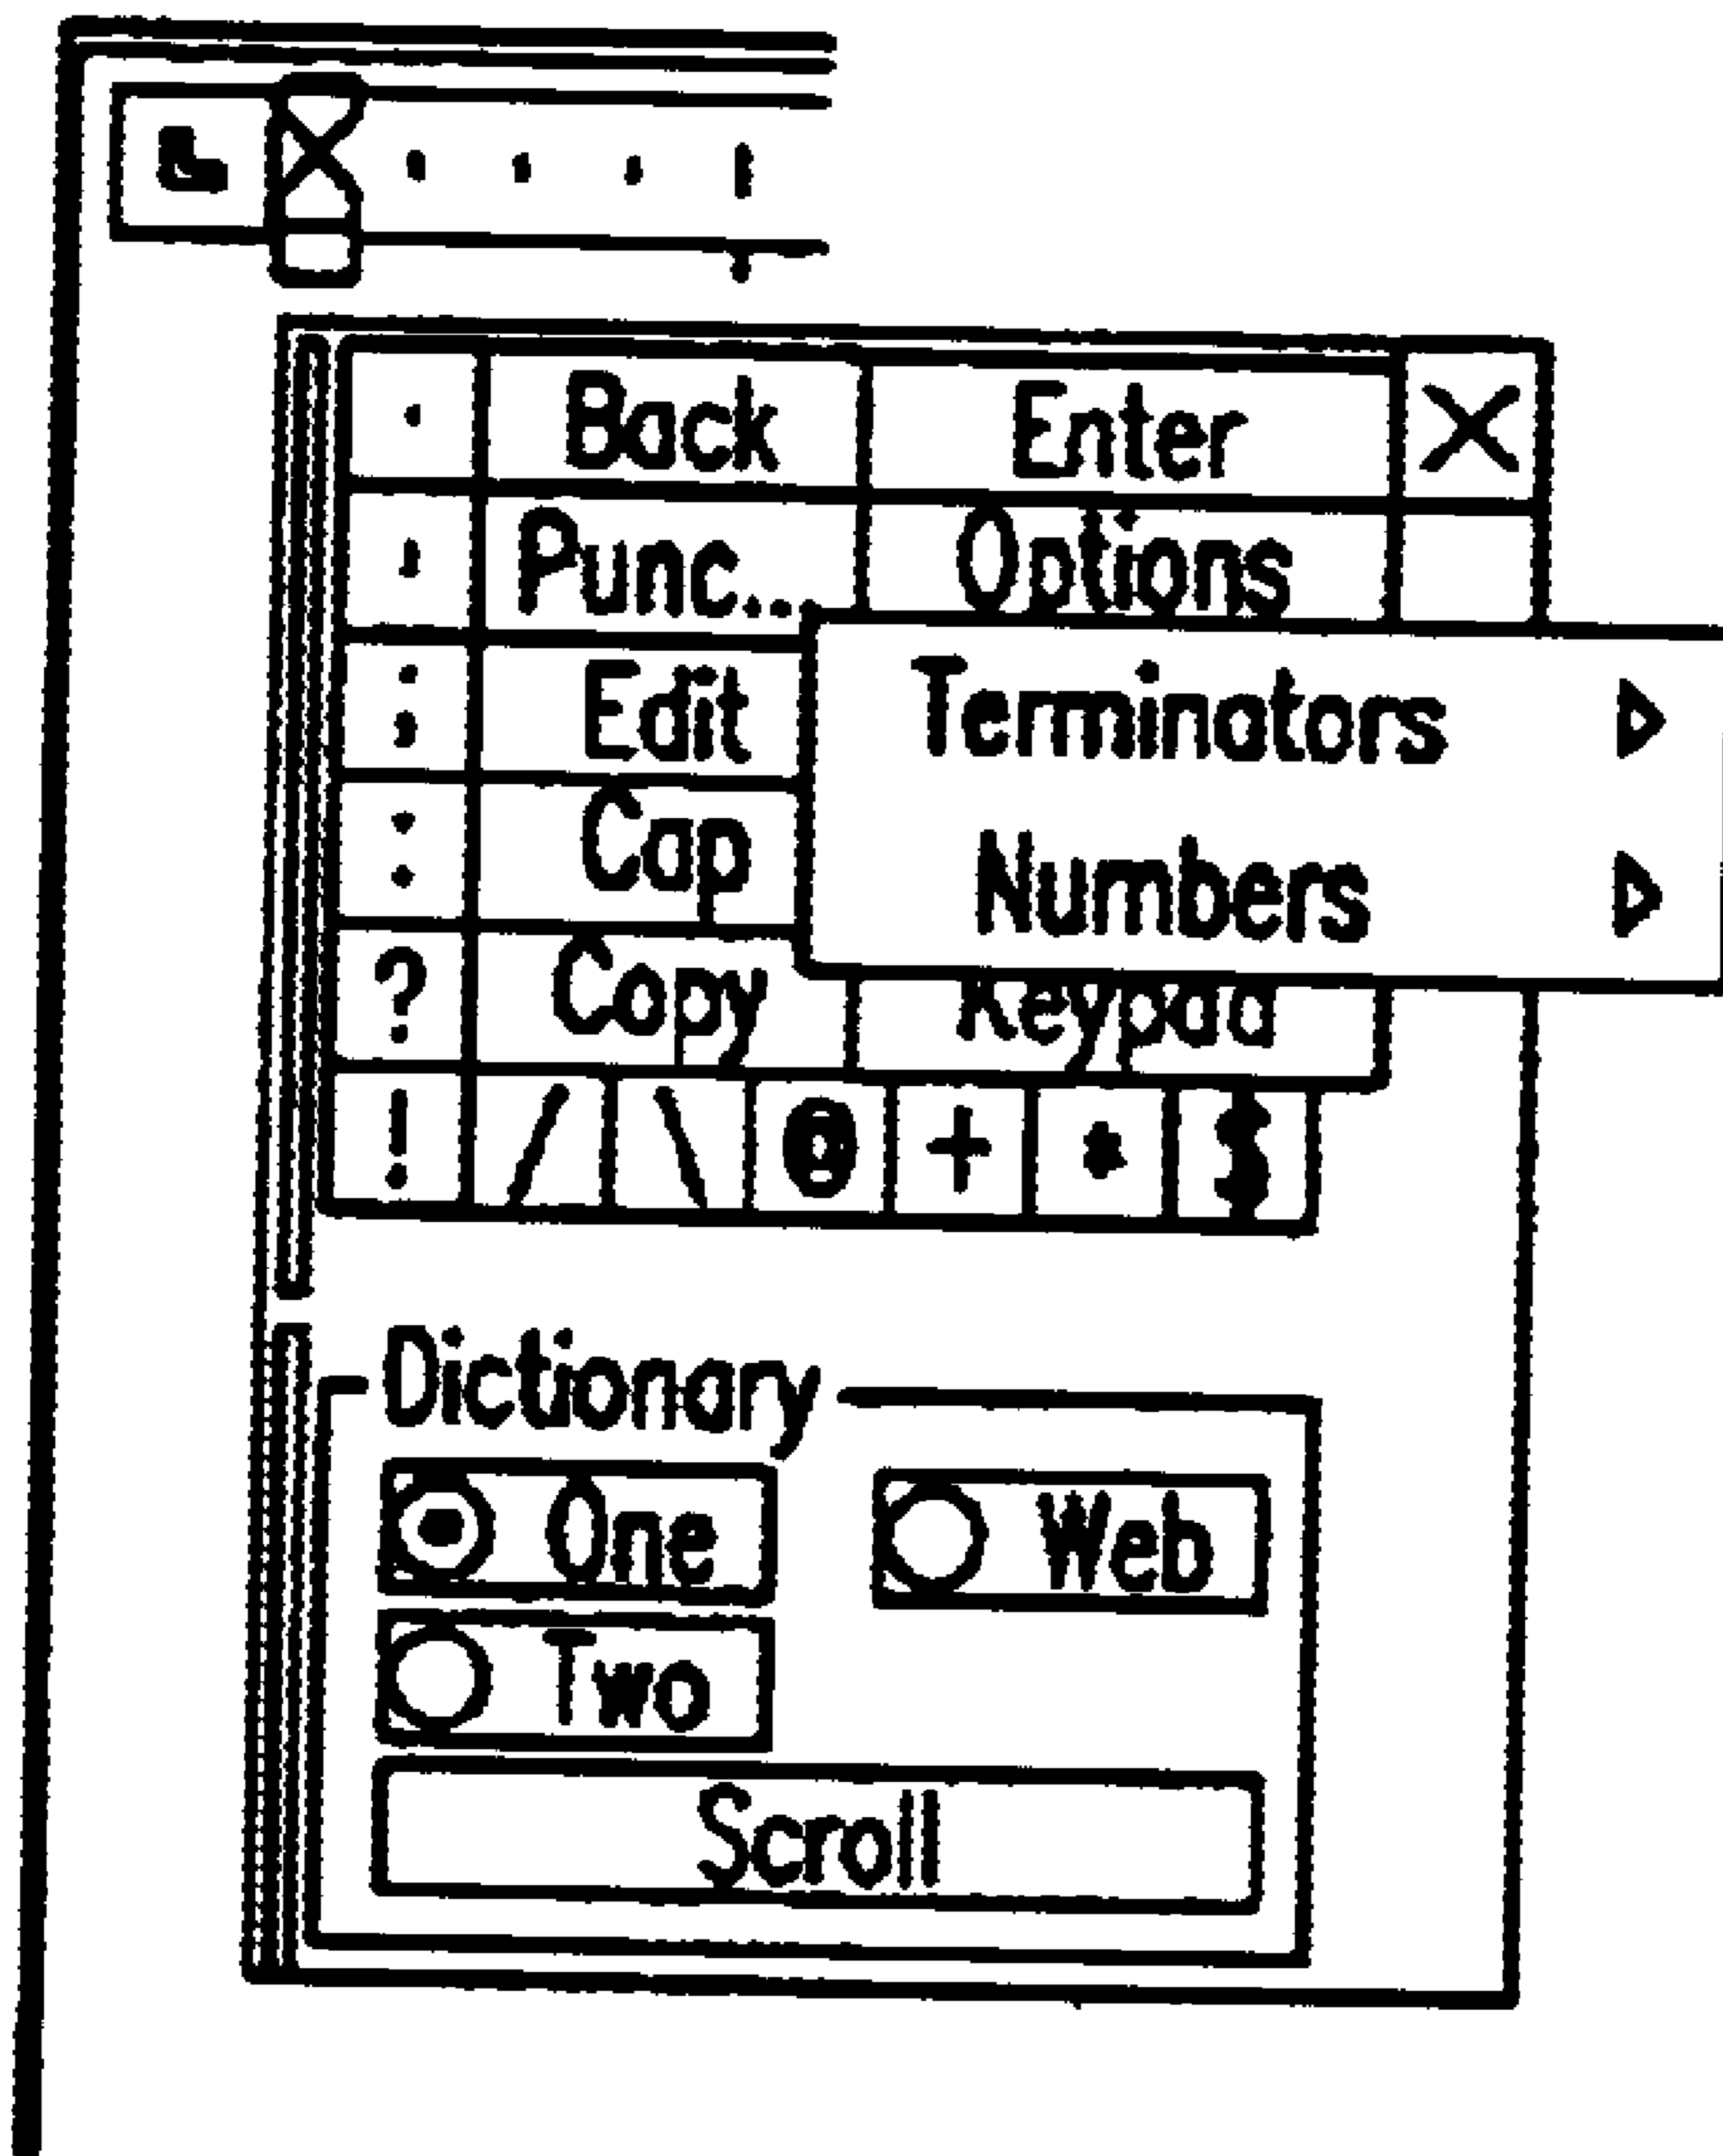 . Back Enter X
, Punc... Options
; Edit Terminators
: Cap Numbers
? Copy Keypad
! / \ @ +
Dictionary
One Web
Two
Scroll